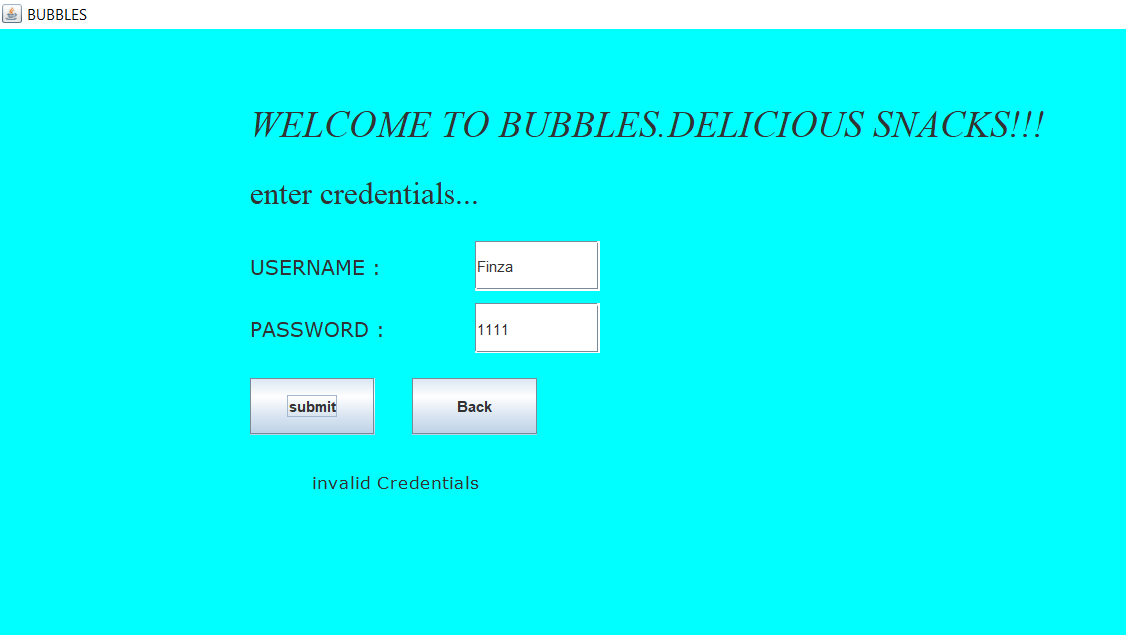 BUBBLES
WELCOME TO BUBBLES.DELICIOUS SNACKS!!!
enter credentials...
USERNAME :
Finza
PASSWORD :
1111
submit
Back
invalid Credentials